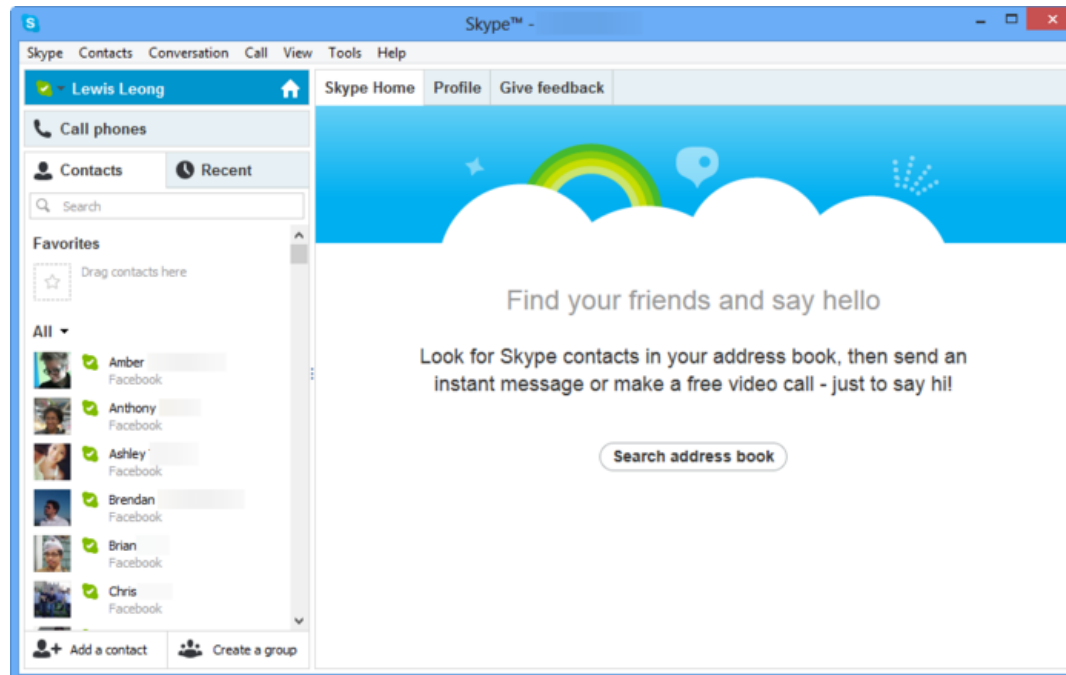 Skype™ -
Skype Contacts Conversation Call View Tools Help
Lewis Leong
Call phones
Contacts
Recent
Search
Favorites
Drag contacts here
All
Amber
Facebook
Anthony
Facebook
Ashley
Facebook
Brendan
Facebook
Brian
Facebook
Chris
Facebook
Add a contact
Create a group
Skype Home
Profile
Give feedback
Find your friends and say hello
Look for Skype contacts in your address book, then send an
instant message or make a free video call - just to say hi!
Search address book